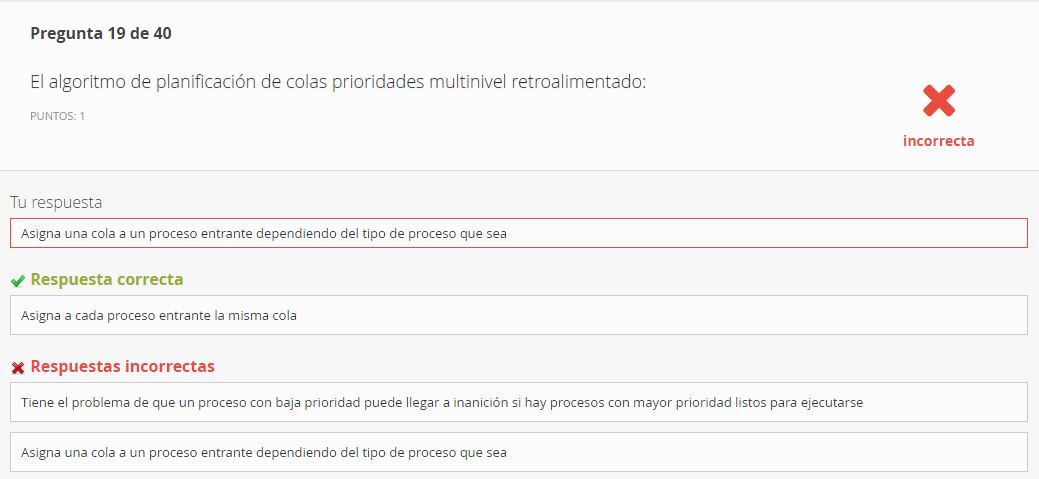 Pregunta 19 de 40
El algoritmo de planificación de colas prioridades multinivel retroalimentado:
PUNTOS: 1
incorrecta
Tu respuesta
Asigna una cola a un proceso entrante dependiendo del tipo de proceso que sea
Respuesta correcta
Asigna a cada proceso entrante la misma cola
Respuestas incorrectas
Tiene el problema de que un proceso con baja prioridad puede llegar a inanición si hay procesos con mayor prioridad listos para ejecutarse
Asigna una cola a un proceso entrante dependiendo del tipo de proceso que sea